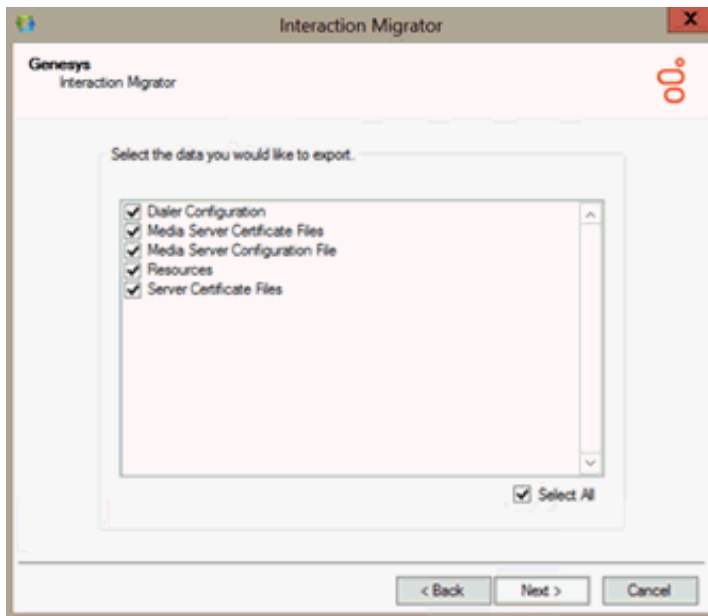 Interaction Migrator
Genesys
Interaction Migrator
Select the data you would like to export.
Dialer Configuration
Media Server Certificate Files
Media Server Configuration File
Resources
Server Certificate Files
Select All
< Back
Next >
Cancel